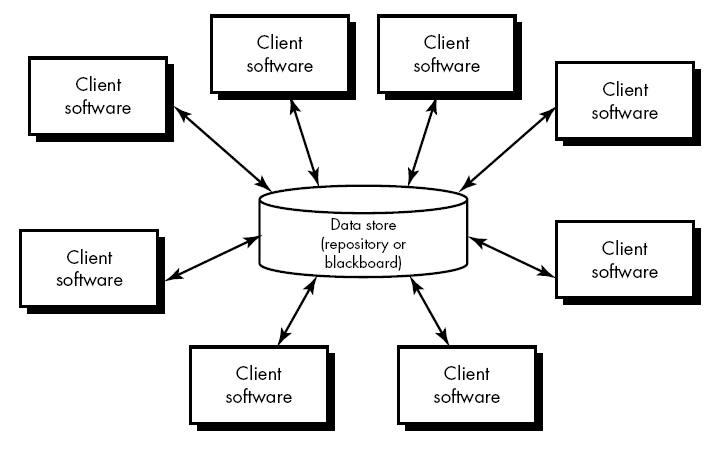 Client
software
Client
software
Client
software
Client
software
Data store
(repository or
blackboard)
Client
software
Client
software
Client
software
Client
software